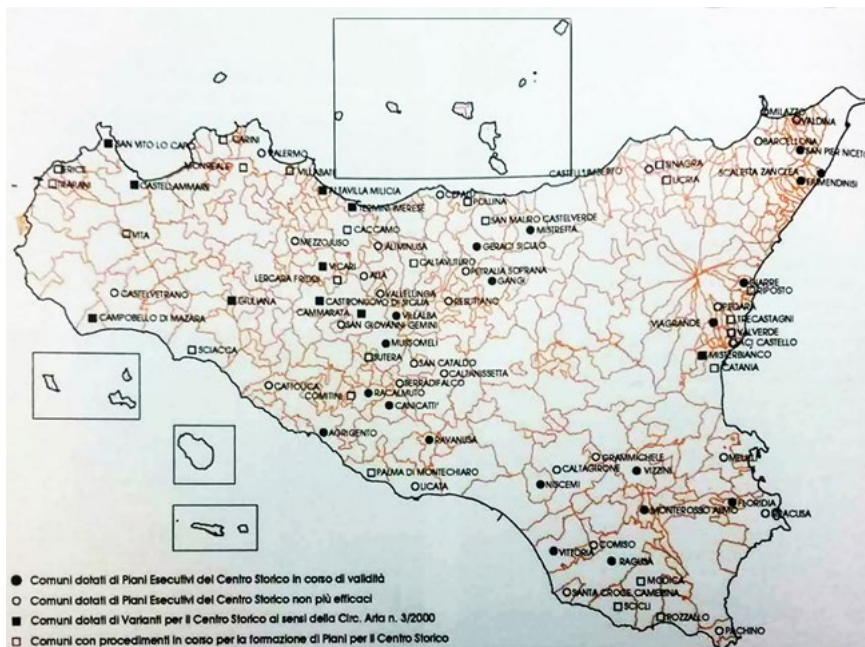 MILAZZO
VALDINA
BARCELLONA
SAN VITO LO CAPO
CARINI
PALERMO
SAN PIER NICETO
MONREALE
ERICE
VILLABATE
CASTELL'UMBERTO
SINAGRA
SCALETTA ZANCLEA
TRAPANI
CASTELLAMMARE
ALTAVILLA MILICIA
CEFALU'
UCRIA
FIUMEDINISI
TERMINI IMERESE
POLLINA
SAN MAURO CASTELVERDE
VITA
CACCAMO
MISTRETTA
MEZZOJUSO
ALIMINUSA
GERACI SICULO
VICARI
CALTAVUTURO
PETRALIA SOPRANA
LERCARA FRIDDI
ALIA
GANGI
GIARRE
RIPOSTO
CASTELVETRANO
GIULIANA
CASTRONUOVO DI SICILIA
VALLELUNGA
RESUTTANO
PEDARA
CAMPOBELLO DI MAZARA
CAMMARATA
VILLALBA
VIAGRANDE
TRECASTAGNI
SAN GIOVANNI GEMINI
VALVERDE
SCIACCA
MUSSOMELI
ACI CASTELLO
SUTERA
SAN CATALDO
MISTERBIANCO
CALTANISSETTA
CATANIA
CATTOLICA
SERRADIFALCO
COMITINI
RACALMUTO
CANICATTI'
AGRIGENTO
RAVANUSA
GRAMMICHELE
MELILLI
PALMA DI MONTECHIARO
CALTAGIRONE
VIZZINI
LICATA
NISCEMI
FLORIDIA
MONTEROSSO ALMO
SIRACUSA
VITTORIA
COMISO
RAGUSA
MODICA
SANTA CROCE CAMERINA
SCICLI
POZZALLO
PACHINO
Comuni dotati di Piani Esecutivi del Centro Storico in corso di validità
Comuni dotati di Piani Esecutivi del Centro Storico non più efficaci
Comuni dotati di Varianti per il Centro Storico ai sensi della Circ. Arta n. 3/2000
Comuni con procedimenti in corso per la formazione di Piani per il Centro Storico